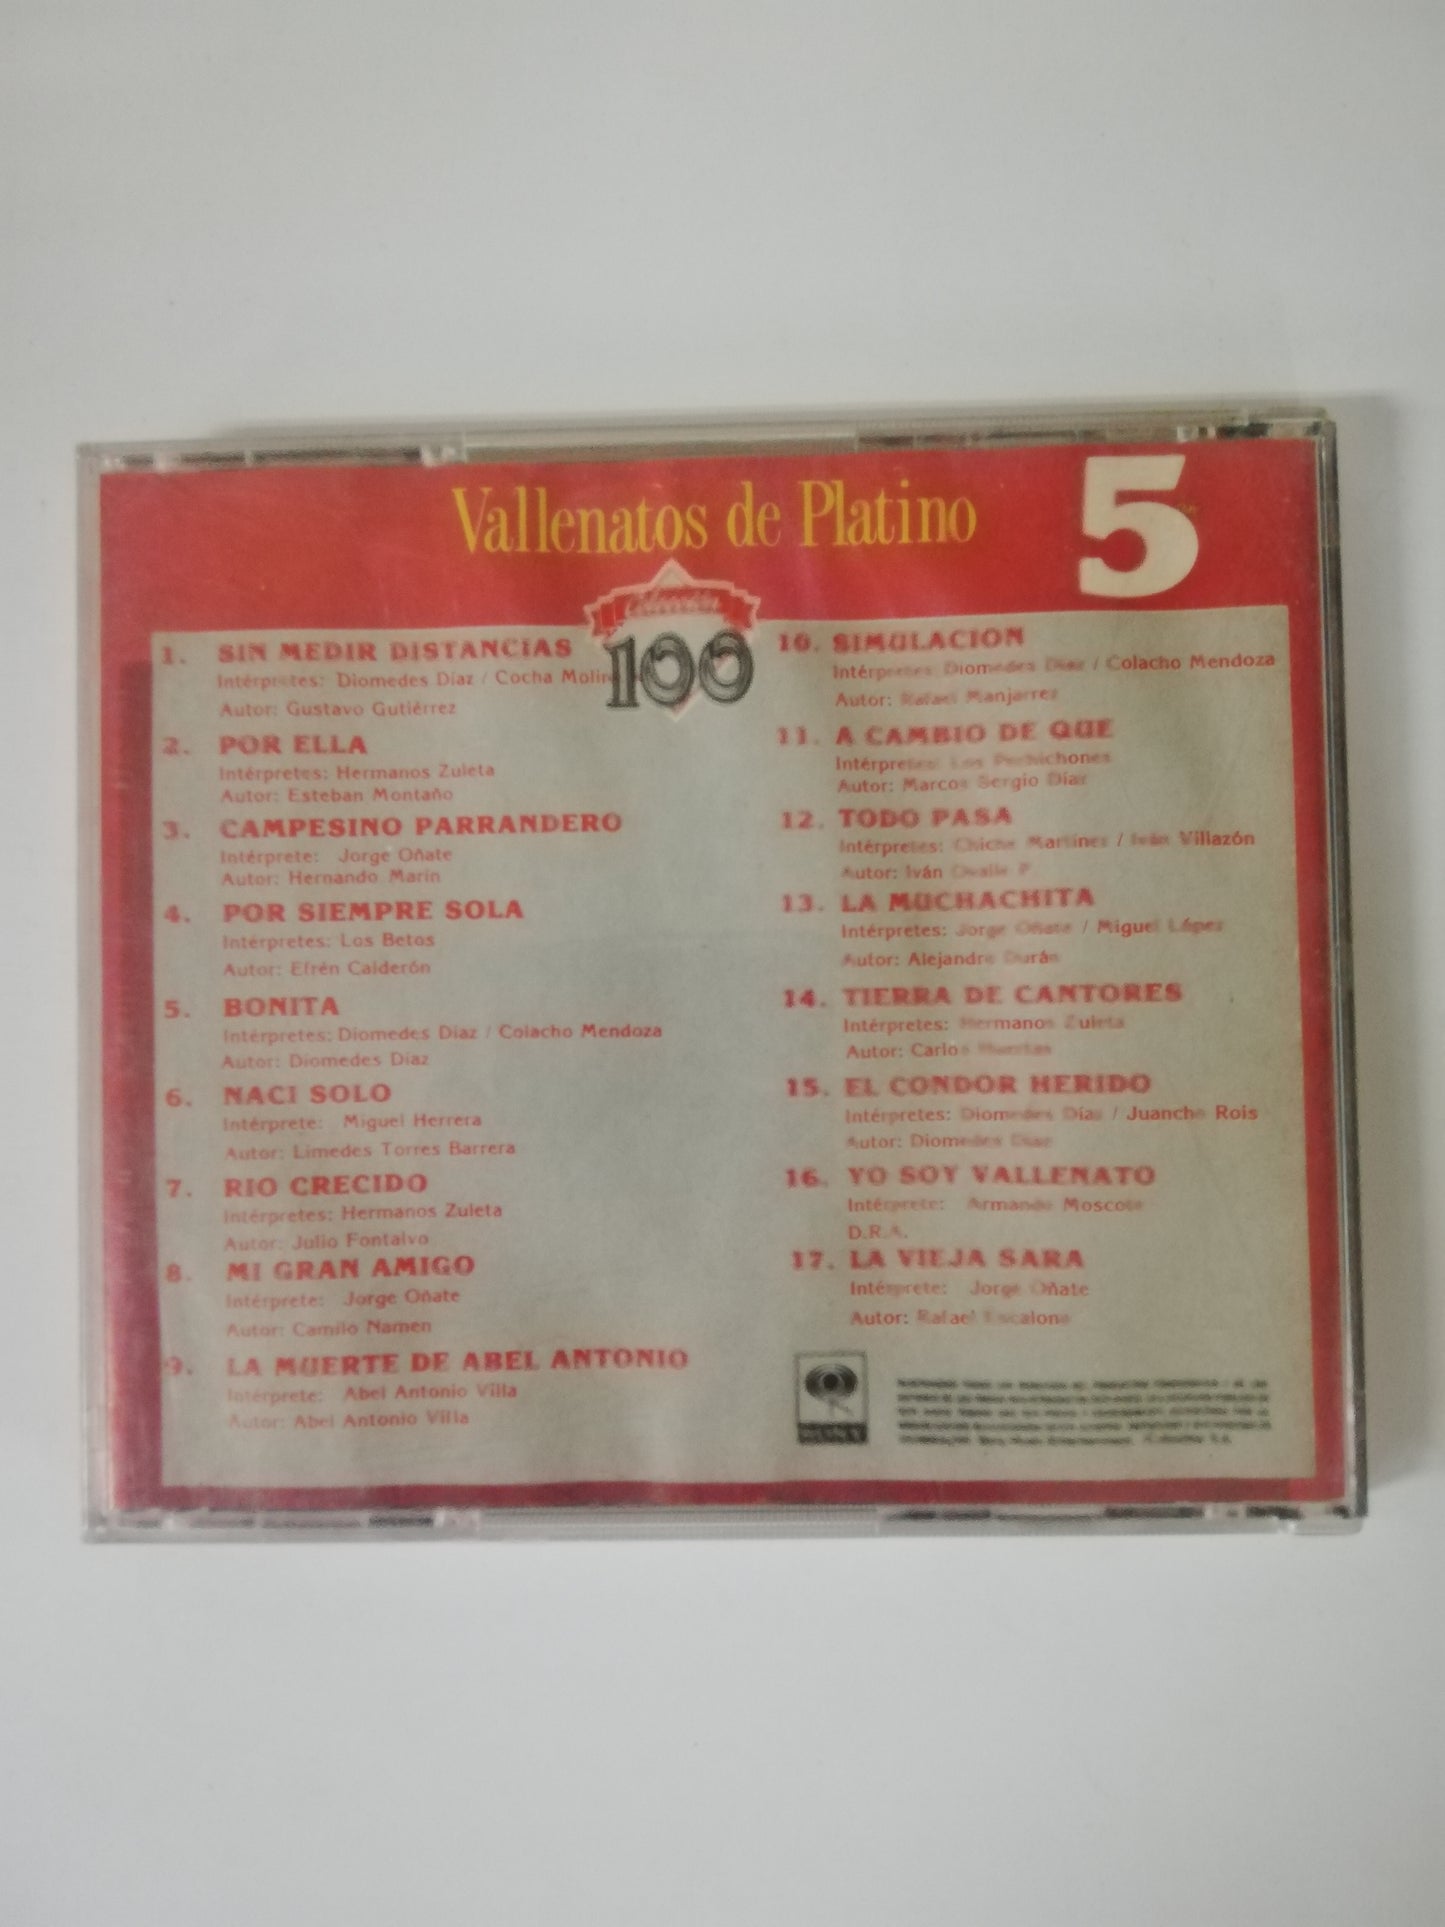 Vallenatos de Platino
5
Colección
100
1. SIN MEDIR DISTANCIAS
Intérpretes: Diomedes Díaz / Cocha Molin
Autor: Gustavo Gutiérrez
2. POR ELLA
Intérpretes: Hermanos Zuleta
Autor: Esteban Montaño
3. CAMPESINO PARRANDERO
Intérprete: Jorge Oñate
Autor: Hernando Marín
4. POR SIEMPRE SOLA
Intérpretes: Los Betos
Autor: Efrén Calderón
5. BONITA
Intérpretes: Diomedes Díaz / Colacho Mendoza
Autor: Diomedes Díaz
6. NACI SOLO
Intérprete: Miguel Herrera
Autor: Limedes Torres Barrera
7. RIO CRECIDO
Intérpretes: Hermanos Zuleta
Autor: Julio Fontalvo
8. MI GRAN AMIGO
Intérprete: Jorge Oñate
Autor: Camilo Namen
9. LA MUERTE DE ABEL ANTONIO
Intérprete: Abel Antonio Villa
Autor: Abel Antonio Villa
10. SIMULACION
Intérpretes: Diomedes Díaz / Colacho Mendoza
Autor: Rafael Manjarrez
11. A CAMBIO DE QUE
Intérpretes: Los Pechichones
Autor: Marcos Sergio Díaz
12. TODO PASA
Intérpretes: Chiche Martínez / Iván Villazón
Autor: Iván Ovalle P.
13. LA MUCHACHITA
Intérpretes: Jorge Oñate / Miguel López
Autor: Alejandro Durán
14. TIERRA DE CANTORES
Intérpretes: Hermanos Zuleta
Autor: Carlos Huertas
15. EL CONDOR HERIDO
Intérpretes: Diomedes Díaz / Juancho Rois
Autor: Diomedes Díaz
16. YO SOY VALLENATO
Intérprete: Armando Moscote
D.R.A.
17. LA VIEJA SARA
Intérprete: Jorge Oñate
Autor: Rafael Escalona